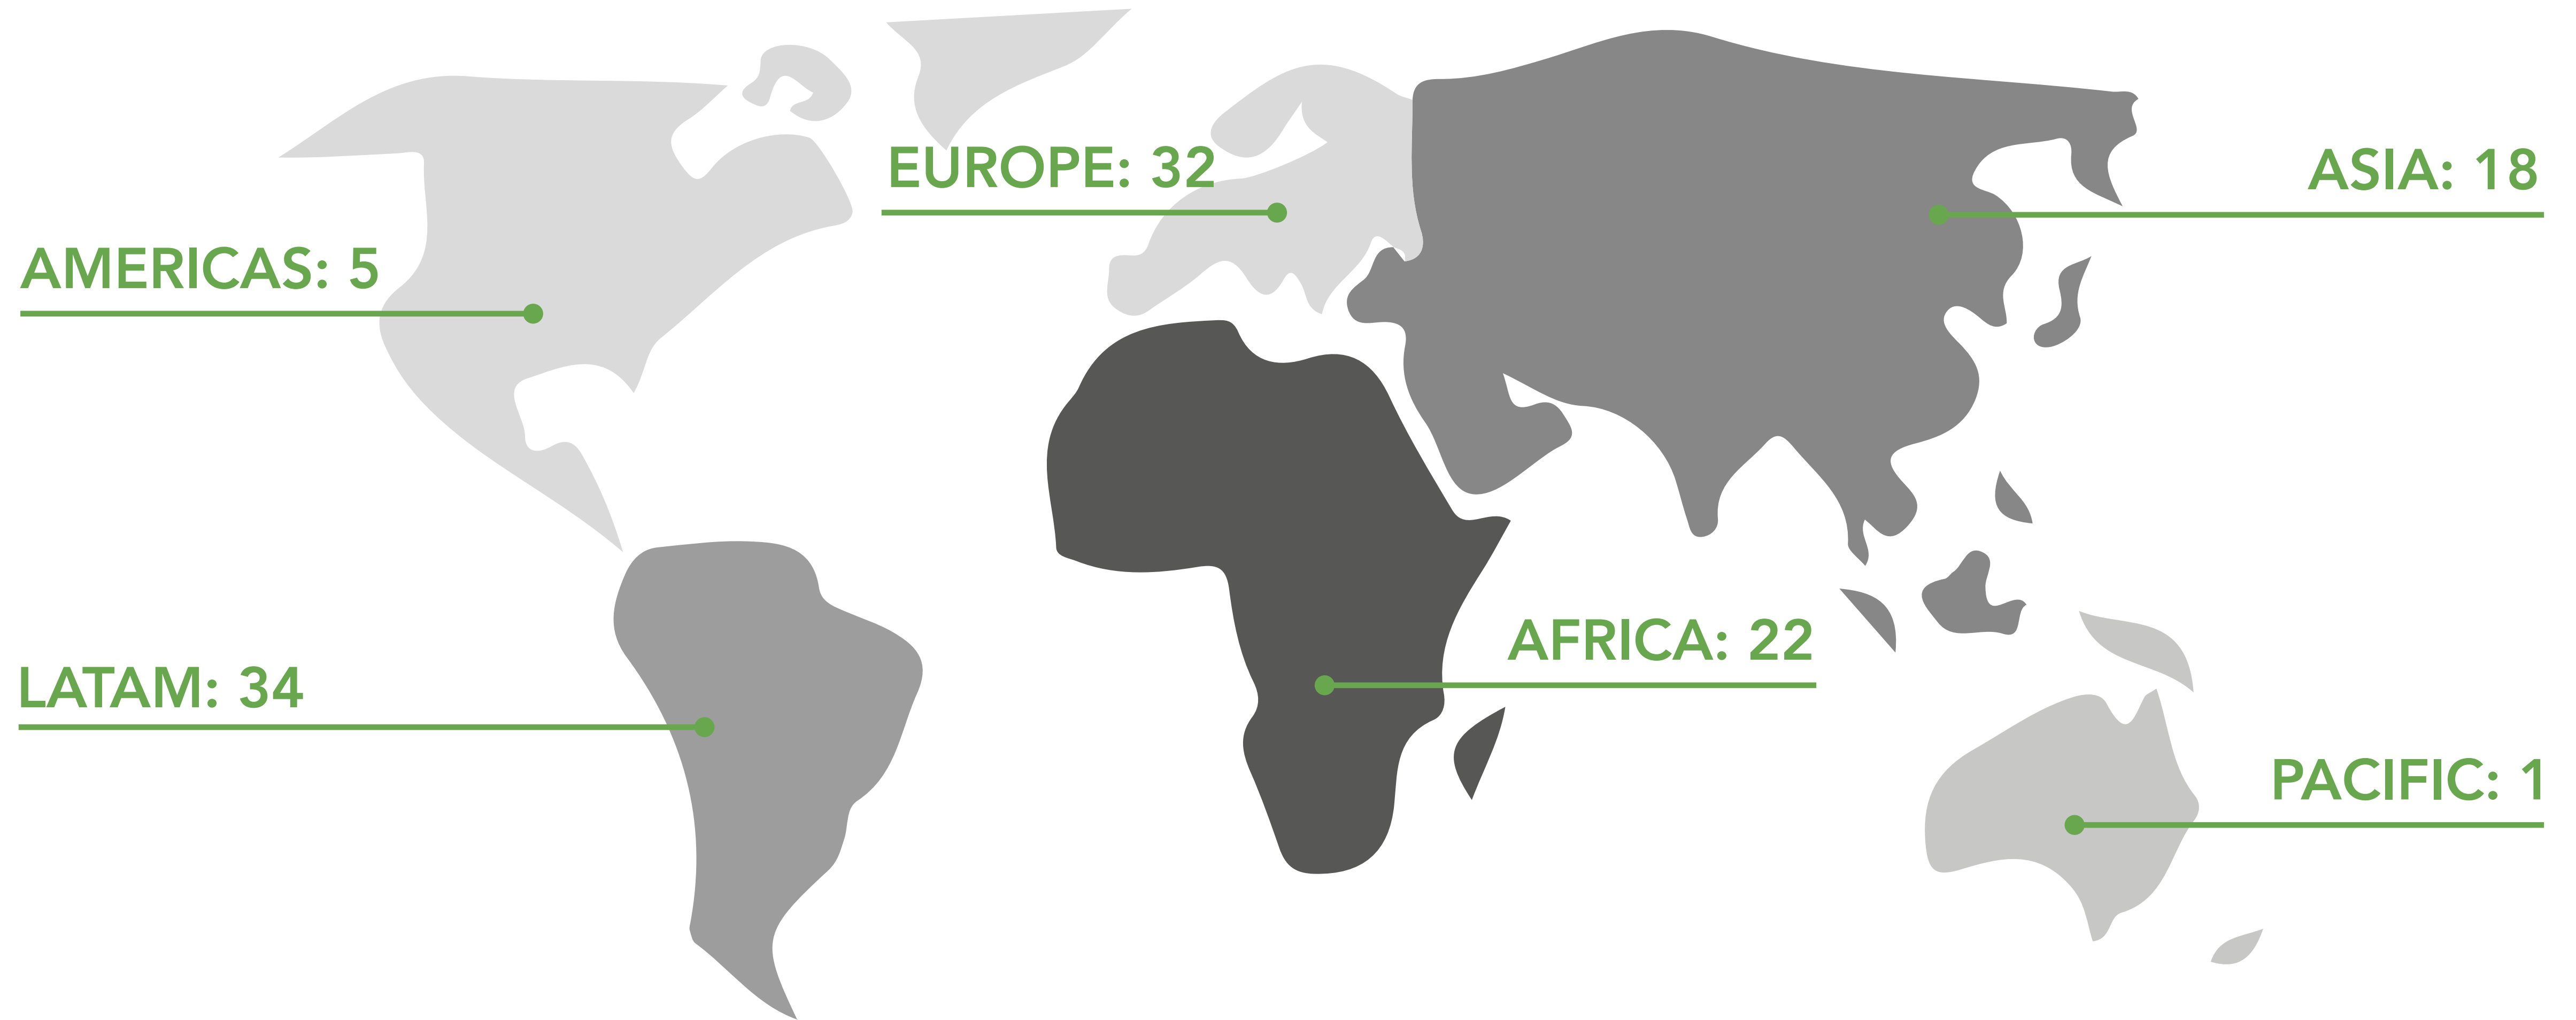 EUROPE: 32
ASIA: 18
AMERICAS: 5
AFRICA: 22
LATAM: 34
PACIFIC: 1